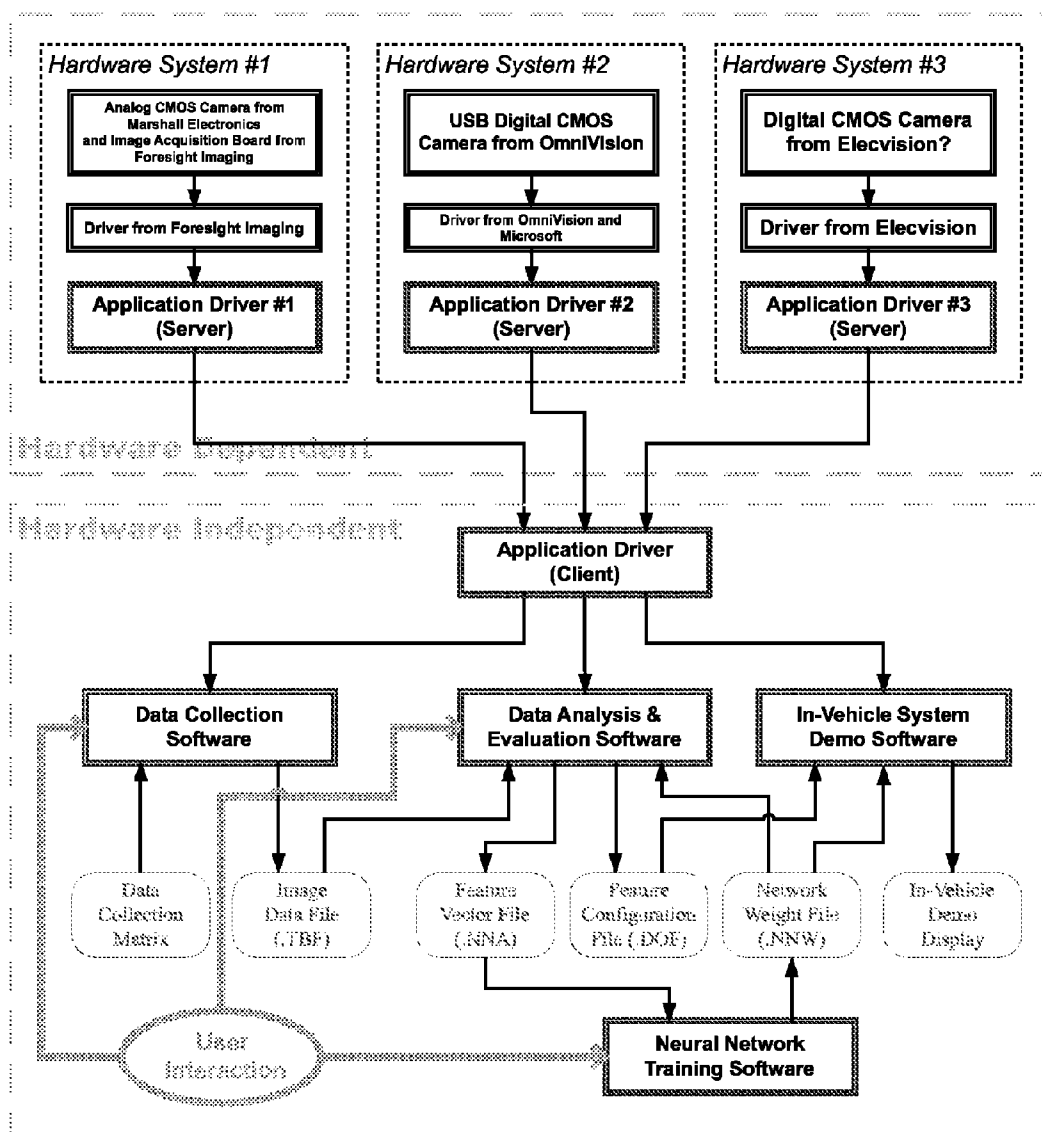 Hardware System #1
Analog CMOS Camera from
Marshall Electronics
and Image Acquisition Board from
Foresight Imaging
Driver from Foresight Imaging
Application Driver #1
(Server)
Hardware System #2
USB Digital CMOS
Camera from OmniVision
Driver from OmniVision and
Microsoft
Application Driver #2
(Server)
Hardware System #3
Digital CMOS Camera
from Elecvision?
Driver from Elecvision
Application Driver #3
(Server)
Hardware Dependent
Hardware Independent
Application Driver
(Client)
Data Collection
Software
Data Analysis &
Evaluation Software
In-Vehicle System
Demo Software
Data
Collection
Matrix
Image
Data File
(.TBF)
Feature
Vector File
(.NNA)
Feature
Configuration
File (.DOF)
Network
Weight File
(.NNW)
In-Vehicle
Demo
Display
User
Interaction
Neural Network
Training Software